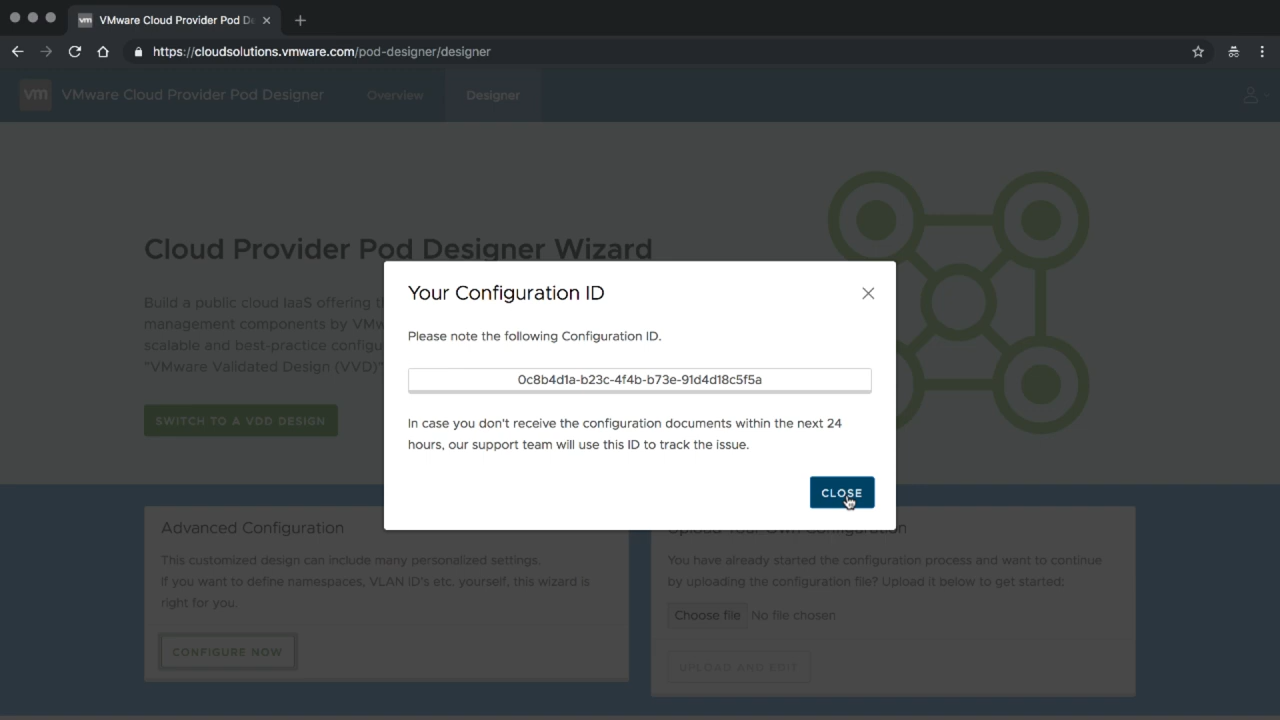 vm VMware Cloud Provider Pod De
https://cloudsolutions.vmware.com/pod-designer/designer
vm VMware Cloud Provider Pod Designer Overview Designer
Cloud Provider Pod Designer Wizard
Build a public cloud IaaS offering
management components by
scalable and best-practice
"VMware Validated Design (VVD)"
SWITCH TO A VDD DESIGN
Your Configuration ID
Please note the following Configuration ID.
0c8b4d1a-b23c-4f4b-b73e-91d4d18c5f5a
In case you don't receive the configuration documents within the next 24
hours, our support team will use this ID to track the issue.
CLOSE
Advanced Configuration
This customized design can include many personalized settings.
If you want to define namespaces, VLAN ID's etc. yourself, this wizard is
right for you.
CONFIGURE NOW
Upload Your Own Configuration
You have already started the configuration process and want to continue
by uploading the configuration file? Upload it below to get started:
Choose file No file chosen
UPLOAD AND EDIT